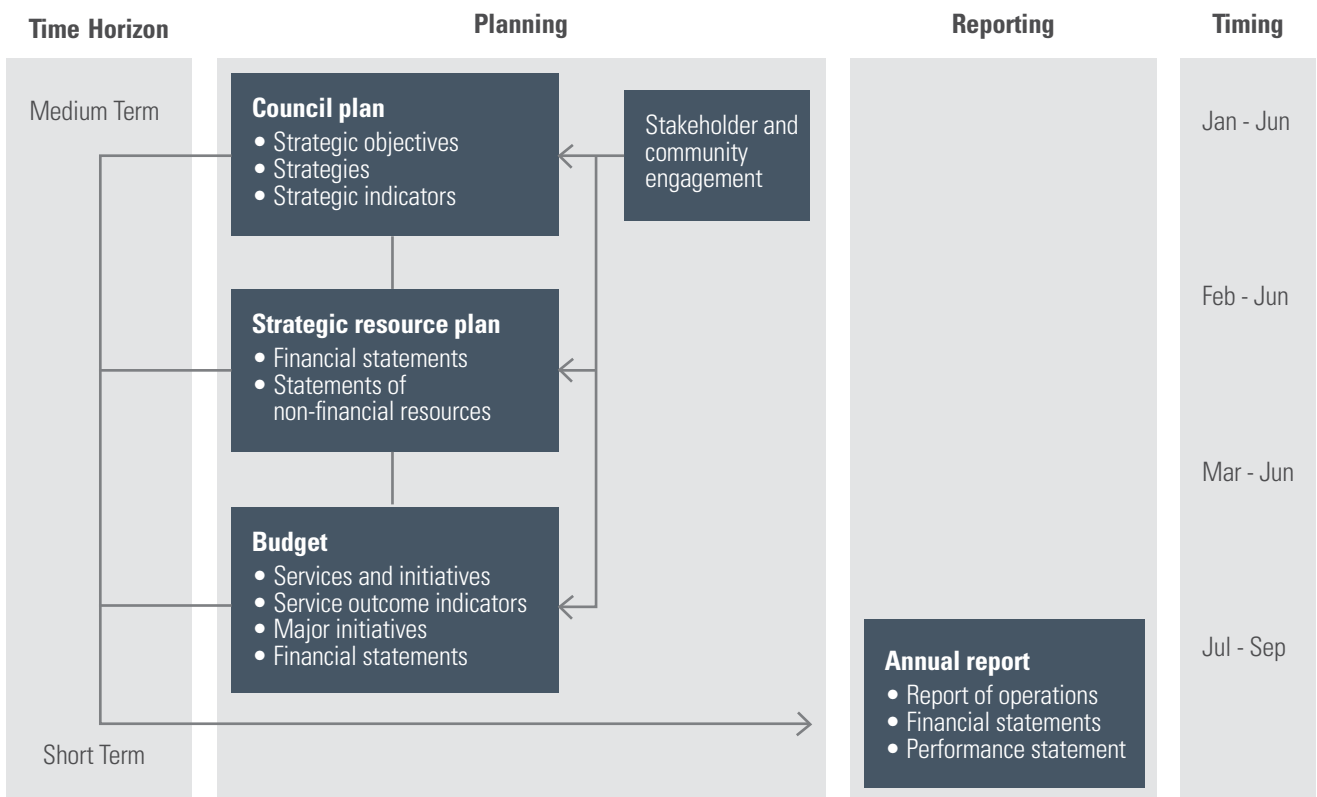 Time Horizon
Planning
Reporting
Timing
Medium Term
Council plan
• Strategic objectives
• Strategies
• Strategic indicators
Stakeholder and
community
engagement
Jan - Jun
Strategic resource plan
• Financial statements
• Statements of
non-financial resources
Feb - Jun
Mar - Jun
Budget
• Services and initiatives
• Service outcome indicators
• Major initiatives
• Financial statements
Annual report
• Report of operations
• Financial statements
• Performance statement
Jul - Sep
Short Term